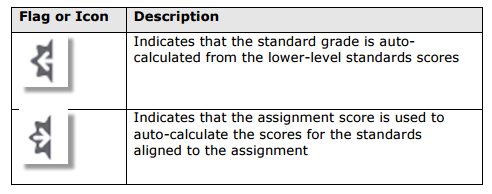 Flag or Icon Description
Indicates that the standard grade is auto-
calculated from the lower-level standards scores
Indicates that the assignment score is used to
auto-calculate the scores for the standards
aligned to the assignment